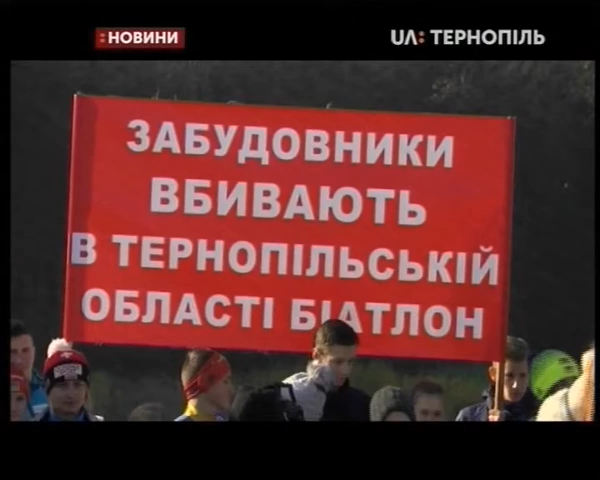 :НОВИНИ
UA: ТЕРНОПІЛЬ
ЗАБУДОВНИКИ
ВБИВАЮТЬ
В ТЕРНОПІЛЬСЬКІЙ
ОБЛАСТІ БІАТЛОН